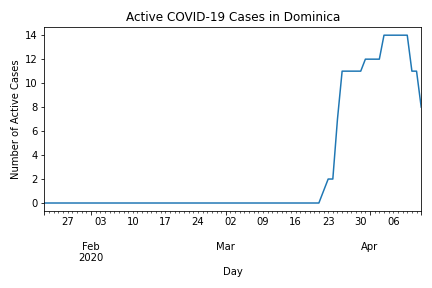 Active COVID-19 Cases in Dominica
14
12
10
8
6
4
2
0
Number of Active Cases
27 03 10 17 24 02 09 16 23 30 06
Feb Mar Apr
2020
Day